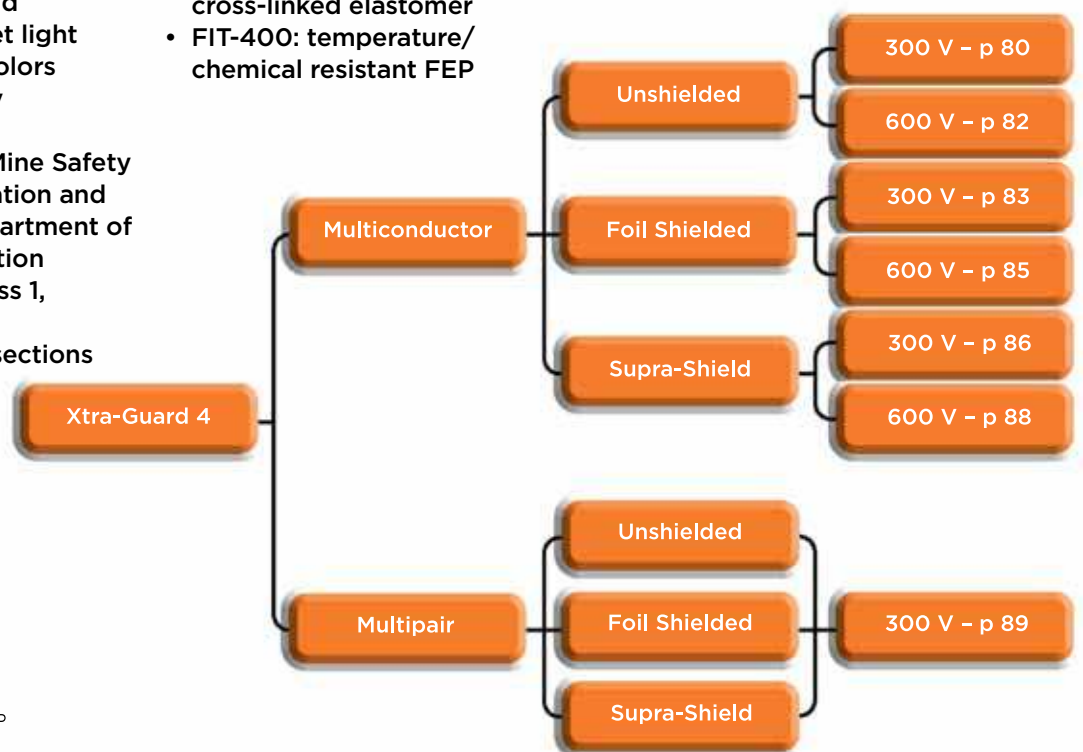 et light
olors
Mine Safety
ation and
artment of
tion
ss 1,
sections
cross-linked elastomer
• FIT-400: temperature/
chemical resistant FEP
Xtra-Guard 4
Multiconductor
Unshielded
300 V – p 80
600 V – p 82
Foil Shielded
300 V – p 83
600 V – p 85
Supra-Shield
300 V – p 86
600 V – p 88
Multipair
Unshielded
Foil Shielded
Supra-Shield
300 V – p 89